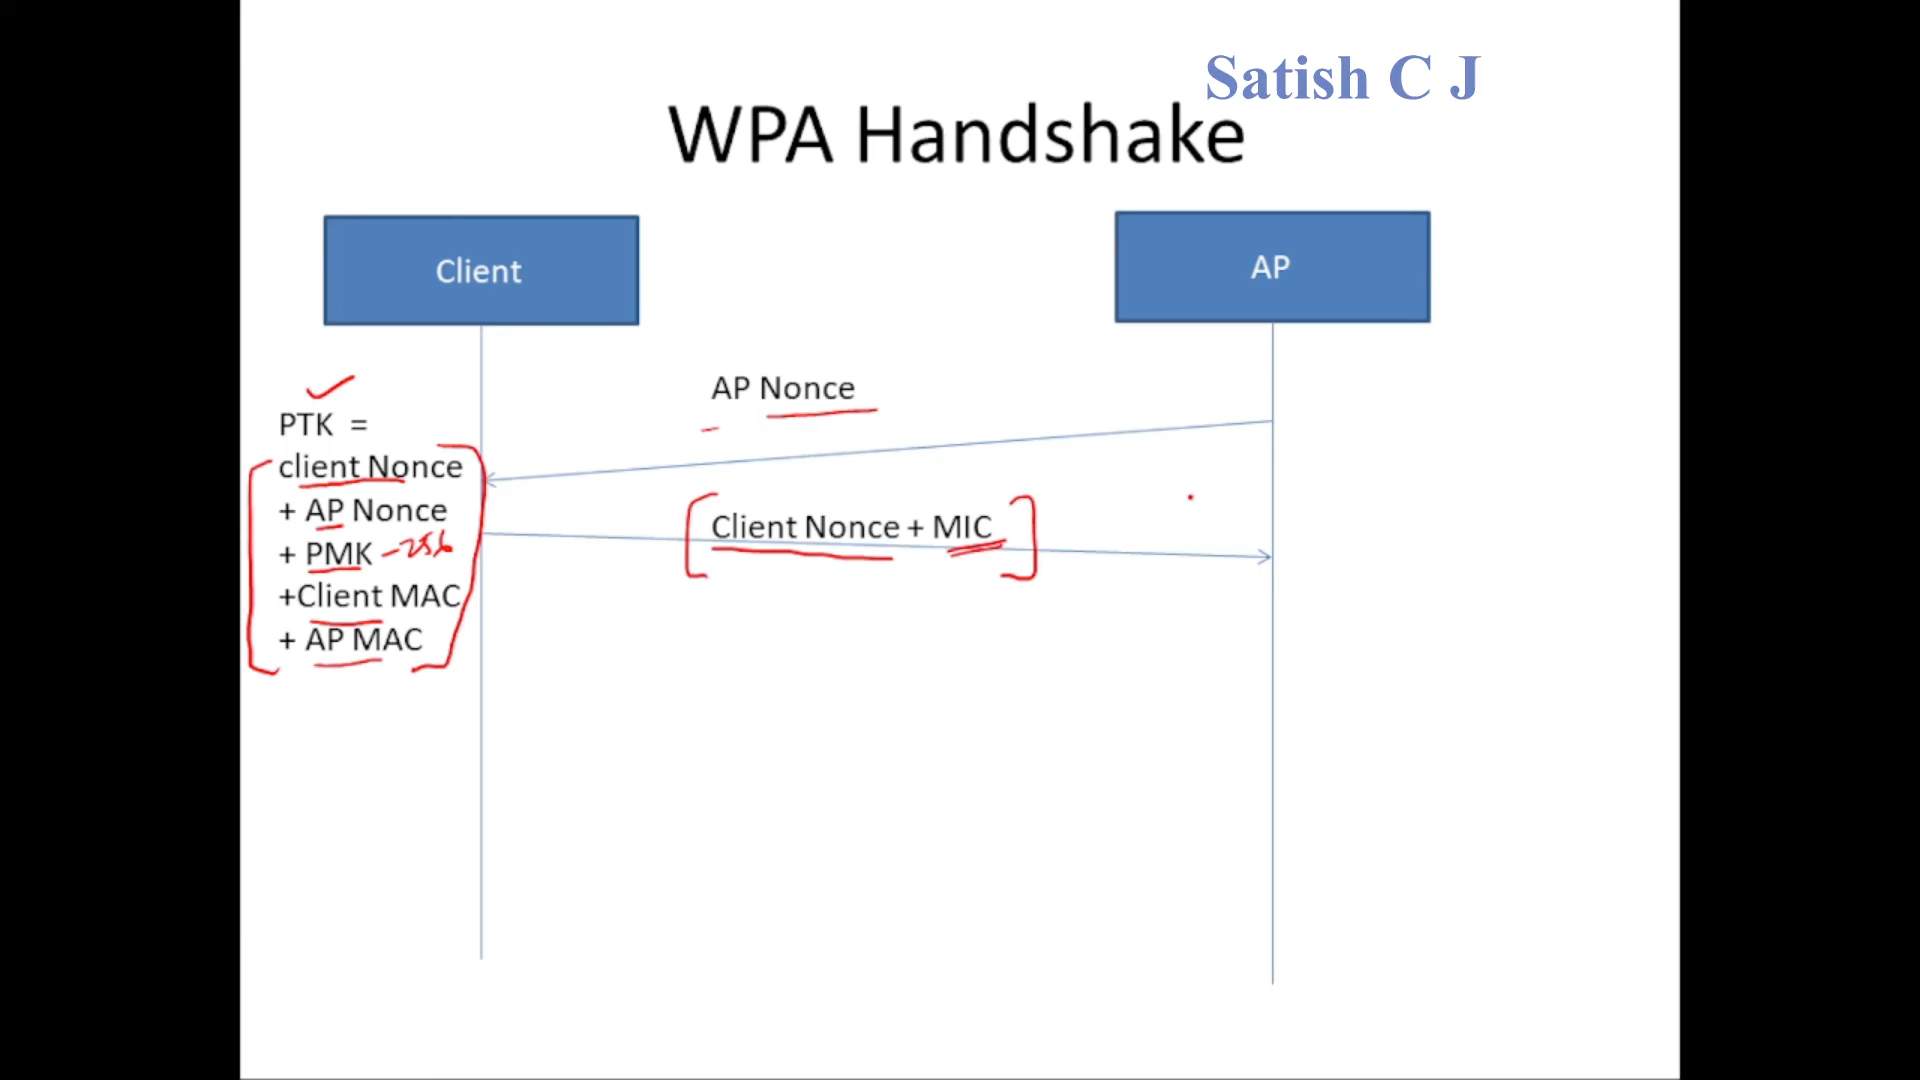 Satish C J
WPA Handshake
Client
AP
AP Nonce
PTK =
client Nonce
+ AP Nonce
+ PMK -256
+Client MAC
+ AP MAC
Client Nonce + MIC